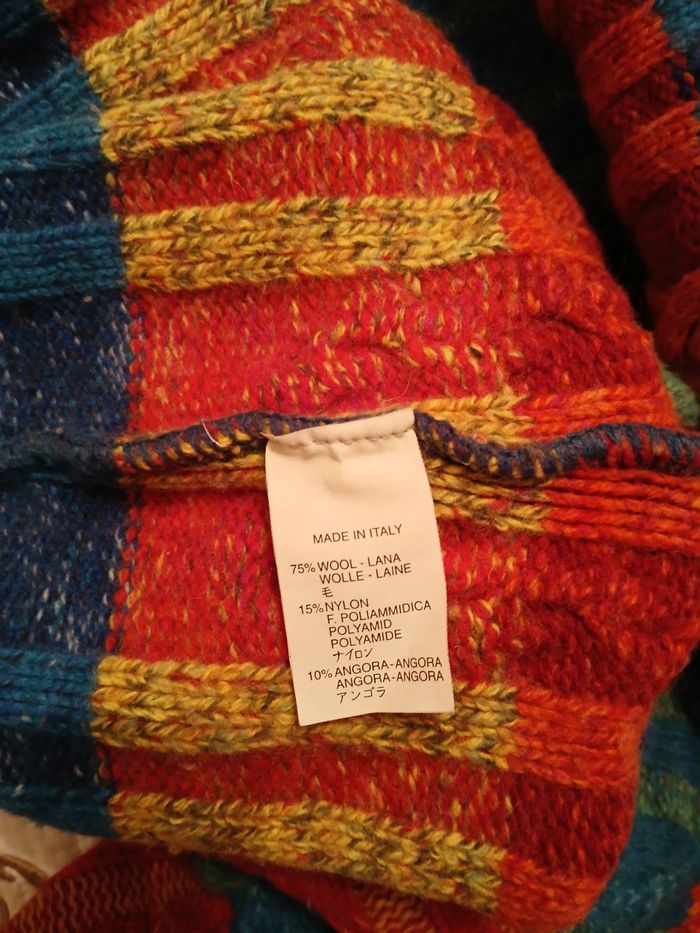 MADE IN ITALY
75% WOOL - LANA
WOLLE - LAINE
毛
15% NYLON
F. POLIAMMIDICA
POLYAMID
POLYAMIDE
ナイロン
10% ANGORA - ANGORA
ANGORA - ANGORA
アンゴラ